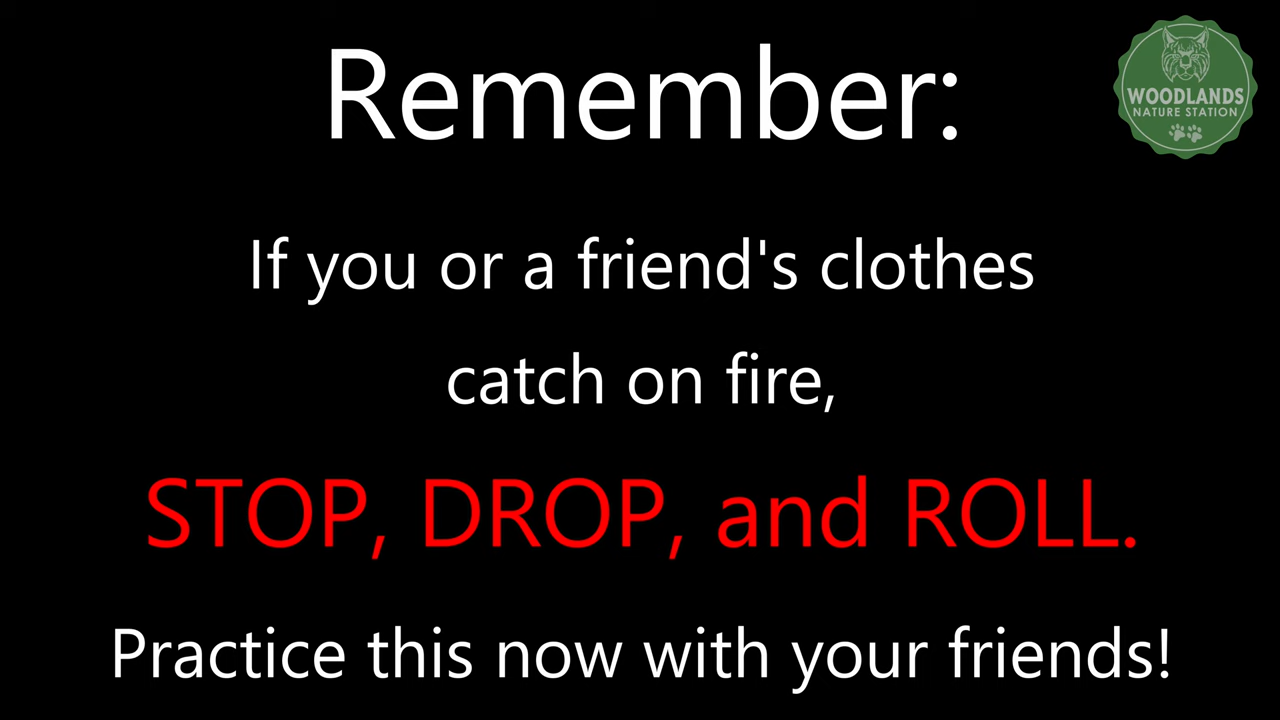 Remember:
WOODLANDS
NATURE STATION
If you or a friend's clothes
catch on fire,
STOP, DROP, and ROLL.
Practice this now with your friends!